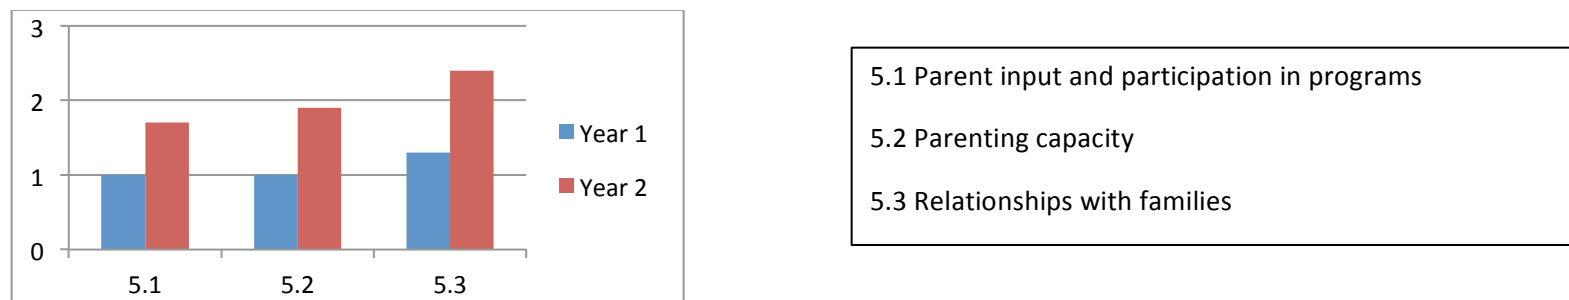 3
2
1
0
5.1 5.2 5.3
Year 1
Year 2
5.1 Parent input and participation in programs
5.2 Parenting capacity
5.3 Relationships with families